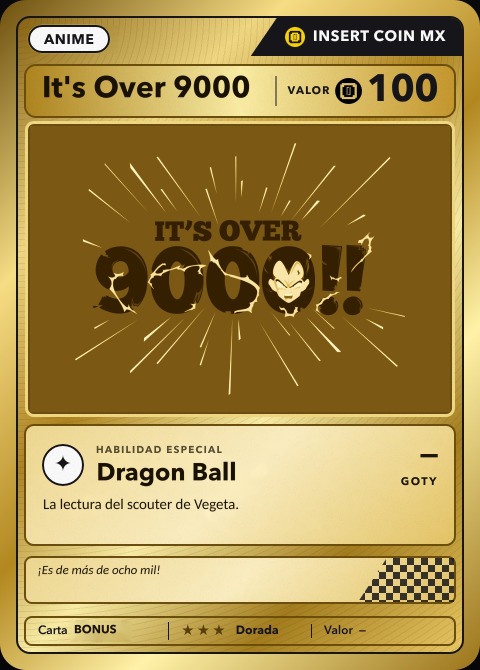 ANIME
INSERT COIN MX
It's Over 9000
VALOR 100
IT'S OVER
9000!!
HABILIDAD ESPECIAL
Dragon Ball
–
GOTY
La lectura del scouter de Vegeta.
¡Es de más de ocho mil!
Carta BONUS
★ ★ ★ Dorada
Valor –